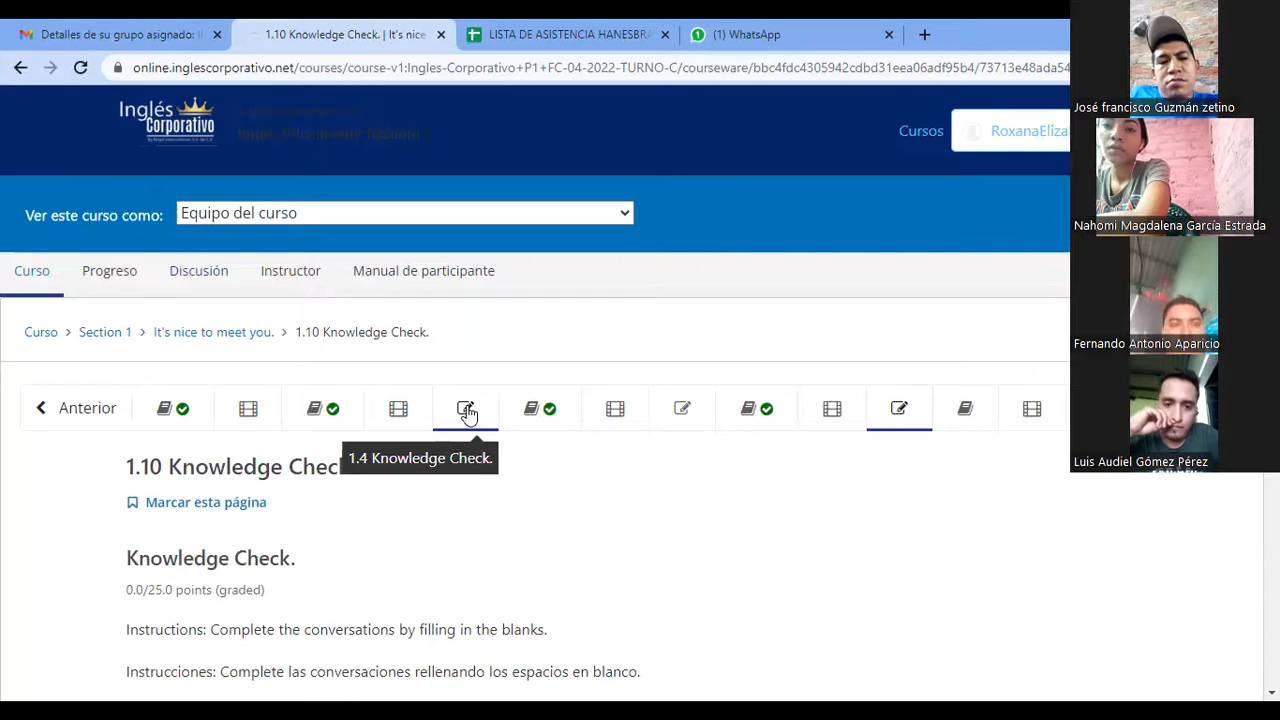 Detalles de su grupo asignado: I
1.10 Knowledge Check. | It's nice
LISTA DE ASISTENCIA HANESBRA
(1) WhatsApp
online.inglescorporativo.net/courses/course-v1:Ingles-Corporativo+P1+FC-04-2022-TURNO-C/courseware/bbc4fdc4305942cdb131ea06adf95b4/73713e48ada54
Inglés
Corporativo
Cursos
RoxanaEliza
Ver este curso como:
Equipo del curso
Curso
Progreso
Discusión
Instructor
Manual de participante
Curso > Section 1 > It's nice to meet you. > 1.10 Knowledge Check.
Anterior
1.4 Knowledge Check.
1.10 Knowledge Chec
Marcar esta página
Knowledge Check.
0.0/25.0 points (graded)
Instructions: Complete the conversations by filling in the blanks.
Instrucciones: Complete las conversaciones rellenando los espacios en blanco.
José francisco Guzmán zetino
Nahomi Magdalena García Estrada
Fernando Antonio Aparicio
Luis Audiel Gómez Pérez